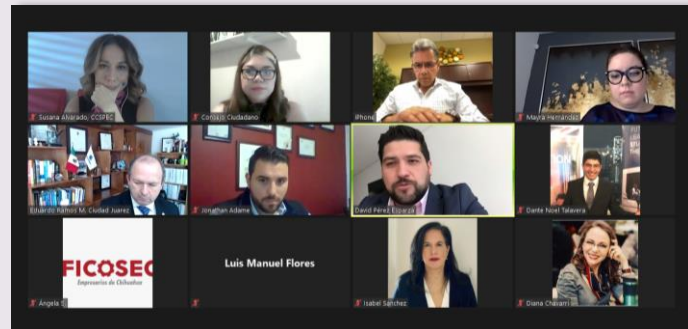 Susana Alvarado, CCSPEC
Consejo Ciudadano
iPhone
Mayra Hernández
Eduardo Ramos M, Ciudad Juarez
Jonathan Adame
David Pérez Esparza
Dante Noel Talavera
FICOSEC
Empresarios de Chihuahua
Angela S
Luis Manuel Flores
Isabel Sánchez
Diana Chavarri